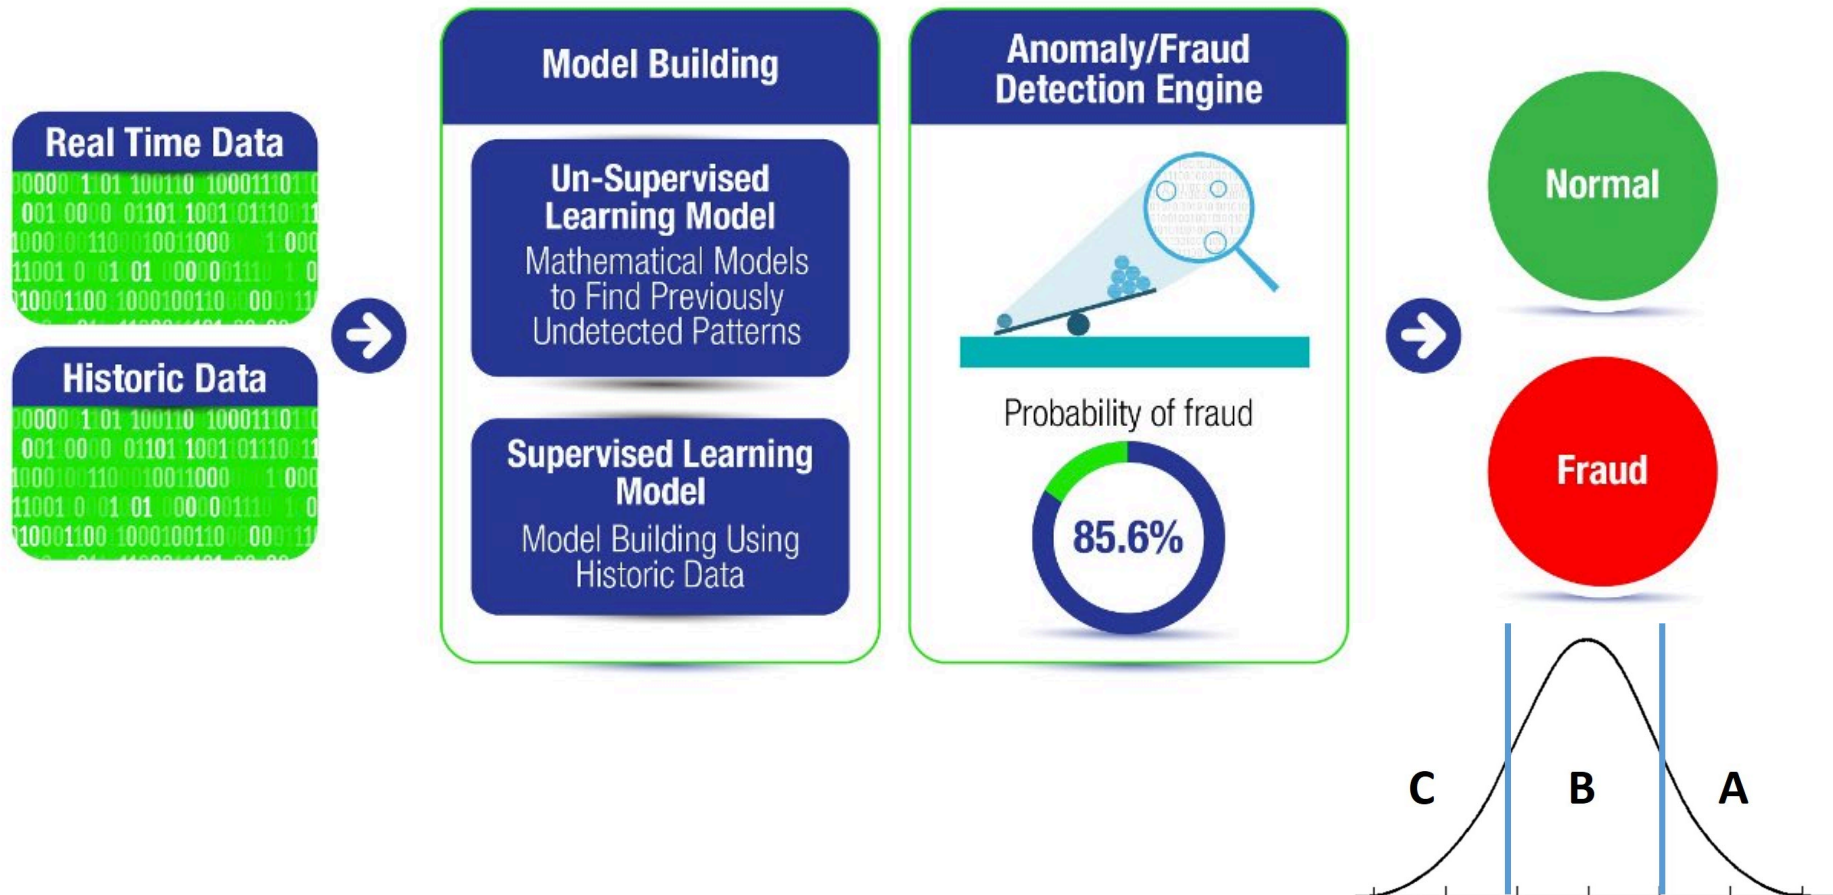 Real Time Data
Historic Data
Model Building
Un-Supervised
Learning Model
Mathematical Models
to Find Previously
Undetected Patterns
Supervised Learning
Model
Model Building Using
Historic Data
Anomaly/Fraud
Detection Engine
Probability of fraud
85.6%
Normal
Fraud
C B A